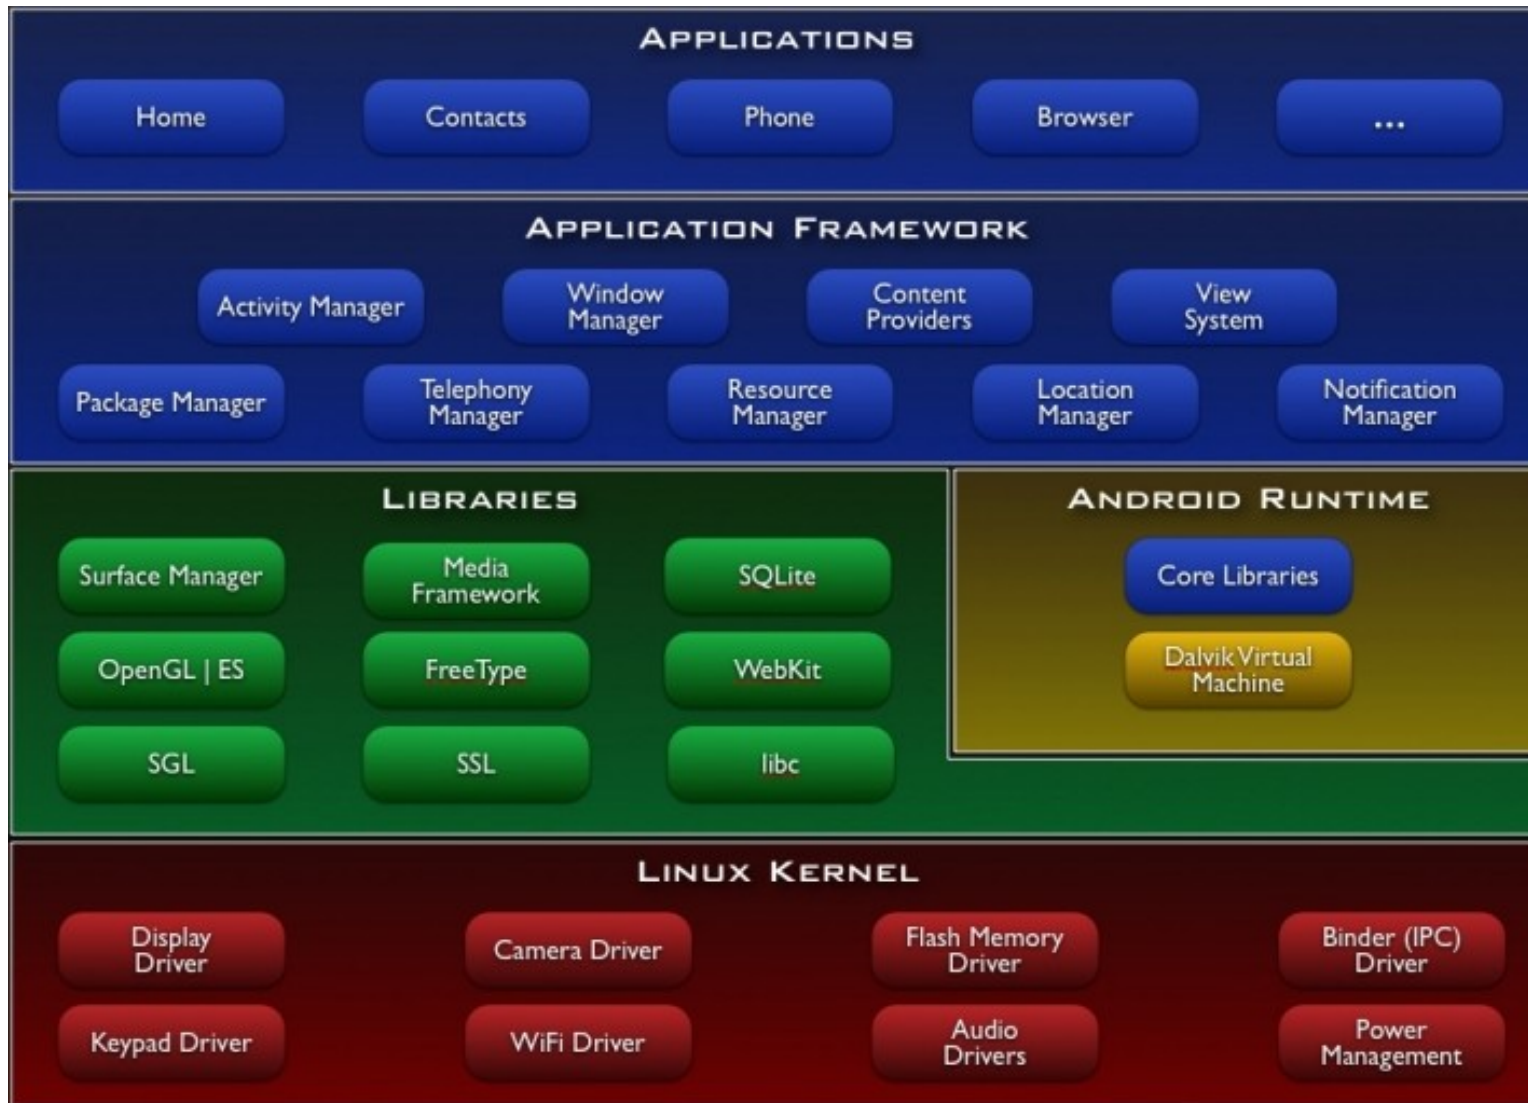 APPLICATIONS
Home
Contacts
Phone
Browser
...
APPLICATION FRAMEWORK
Activity Manager
Window
Manager
Content
Providers
View
System
Package Manager
Telephony
Manager
Resource
Manager
Location
Manager
Notification
Manager
LIBRARIES
Surface Manager
Media
Framework
SQLite
OpenGL | ES
FreeType
WebKit
SGL
SSL
libc
ANDROID RUNTIME
Core Libraries
Dalvik Virtual
Machine
LINUX KERNEL
Display
Driver
Camera Driver
Flash Memory
Driver
Binder (IPC)
Driver
Keypad Driver
WiFi Driver
Audio
Drivers
Power
Management